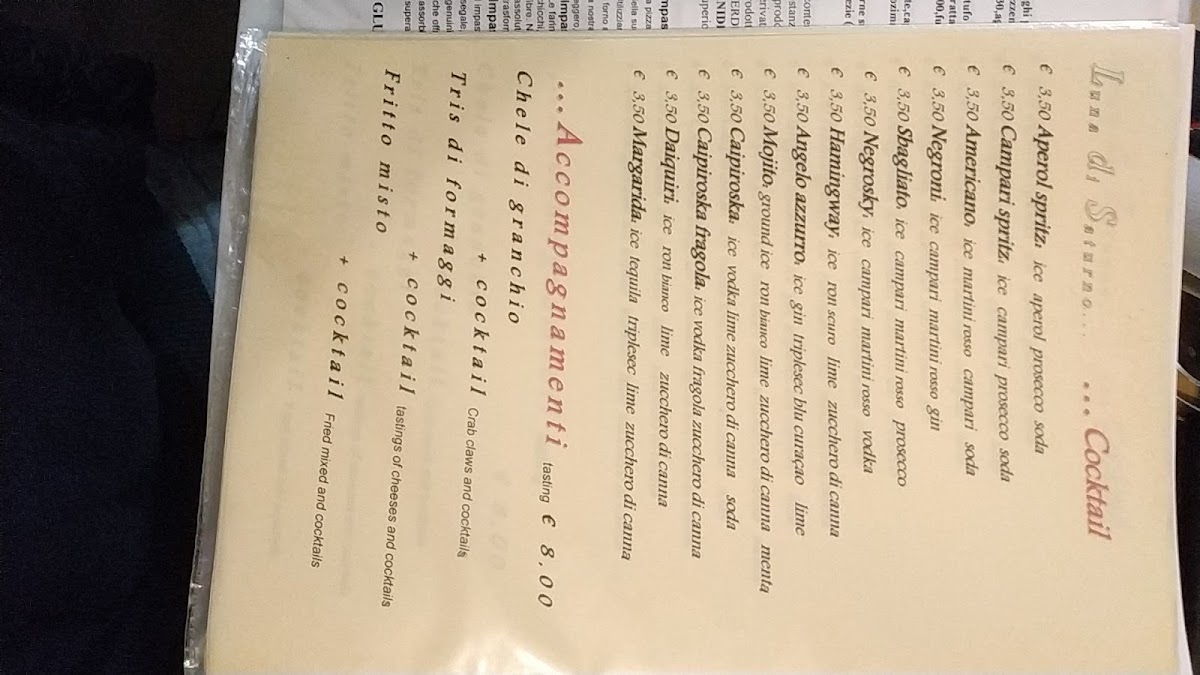 Luna di Saturno.... ...Cocktail
€ 3,50 Aperol spritz, ice aperol prosecco soda
€ 3,50 Campari spritz, ice campari prosecco soda
€ 3,50 Americano, ice martini rosso campari soda
€ 3,50 Negroni, ice campari martini rosso gin
€ 3,50 Sbagliato, ice campari martini rosso prosecco
€ 3,50 Negrosky, ice campari martini rosso vodka
€ 3,50 Hamingway, ice ron scuro lime zucchero di canna
€ 3,50 Angelo azzurro, ice gin triplesec blu curaçao lime
€ 3,50 Mojito, ground ice ron bianco lime zucchero di canna menta
€ 3,50 Caipiroska, ice vodka lime zucchero di canna soda
€ 3,50 Caipiroska fragola, ice vodka fragola zucchero di canna
€ 3,50 Daiquiri, ice ron bianco lime zucchero di canna
€ 3,50 Margarida, ice tequila triplesec lime zucchero di canna
...Accompagnamenti tasting € 8,00
Chele di granchio
+ cocktail Crab claws and cocktails
Tris di formaggi
+ cocktail tastings of cheeses and cocktails
Fritto misto
+ cocktail Fried mixed and cocktails